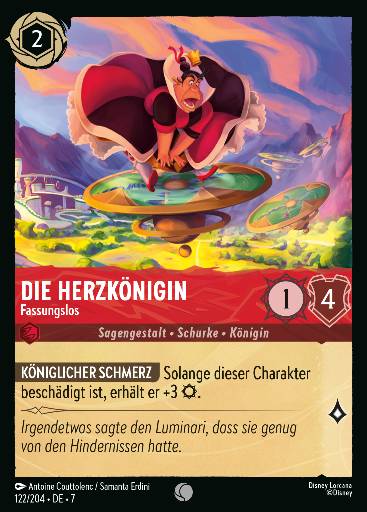 2
DIE HERZKÖNIGIN
Fassungslos
1
4
Sagengestalt • Schurke • Königin
KÖNIGLICHER SCHMERZ Solange dieser Charakter
beschädigt ist, erhält er +3 ¤.
Irgendetwas sagte den Luminari, dass sie genug
von den Hindernissen hatte.
Antoine Couttolenc / Samanta Erdini
122/204 • DE • 7
Disney Lorcana
©Disney